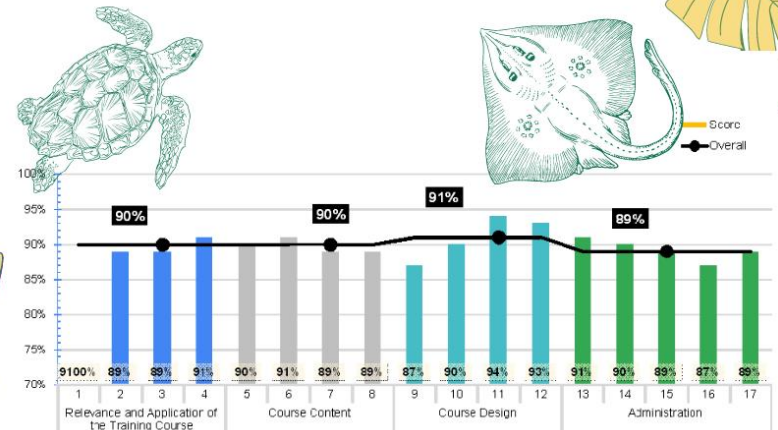 Score
Overall
100%
95%
90%
85%
80%
75%
70%
90%
90%
91%
89%
9100% 89% 89% 91% 90% 91% 89% 89% 87% 90% 94% 93% 91% 90% 89% 87% 89%
1 2 3 4 5 6 7 8 9 10 11 12 13 14 15 16 17
Relevance and Application of the Training Course
Course Content
Course Design
Administration